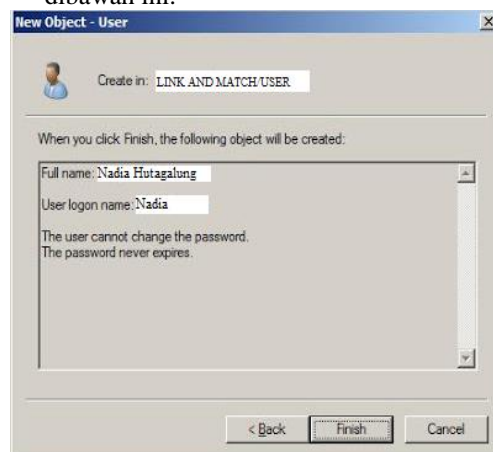 dibawah ini:
New Object - User
Create in: LINK AND MATCH/USER
When you click Finish, the following object will be created:
Full name: Nadia Hutagalung
User logon name: Nadia
The user cannot change the password.
The password never expires.
< Back Finish Cancel